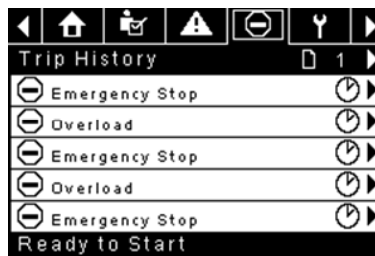 Trip History 1
Emergency Stop
Overload
Emergency Stop
Overload
Emergency Stop
Ready to Start